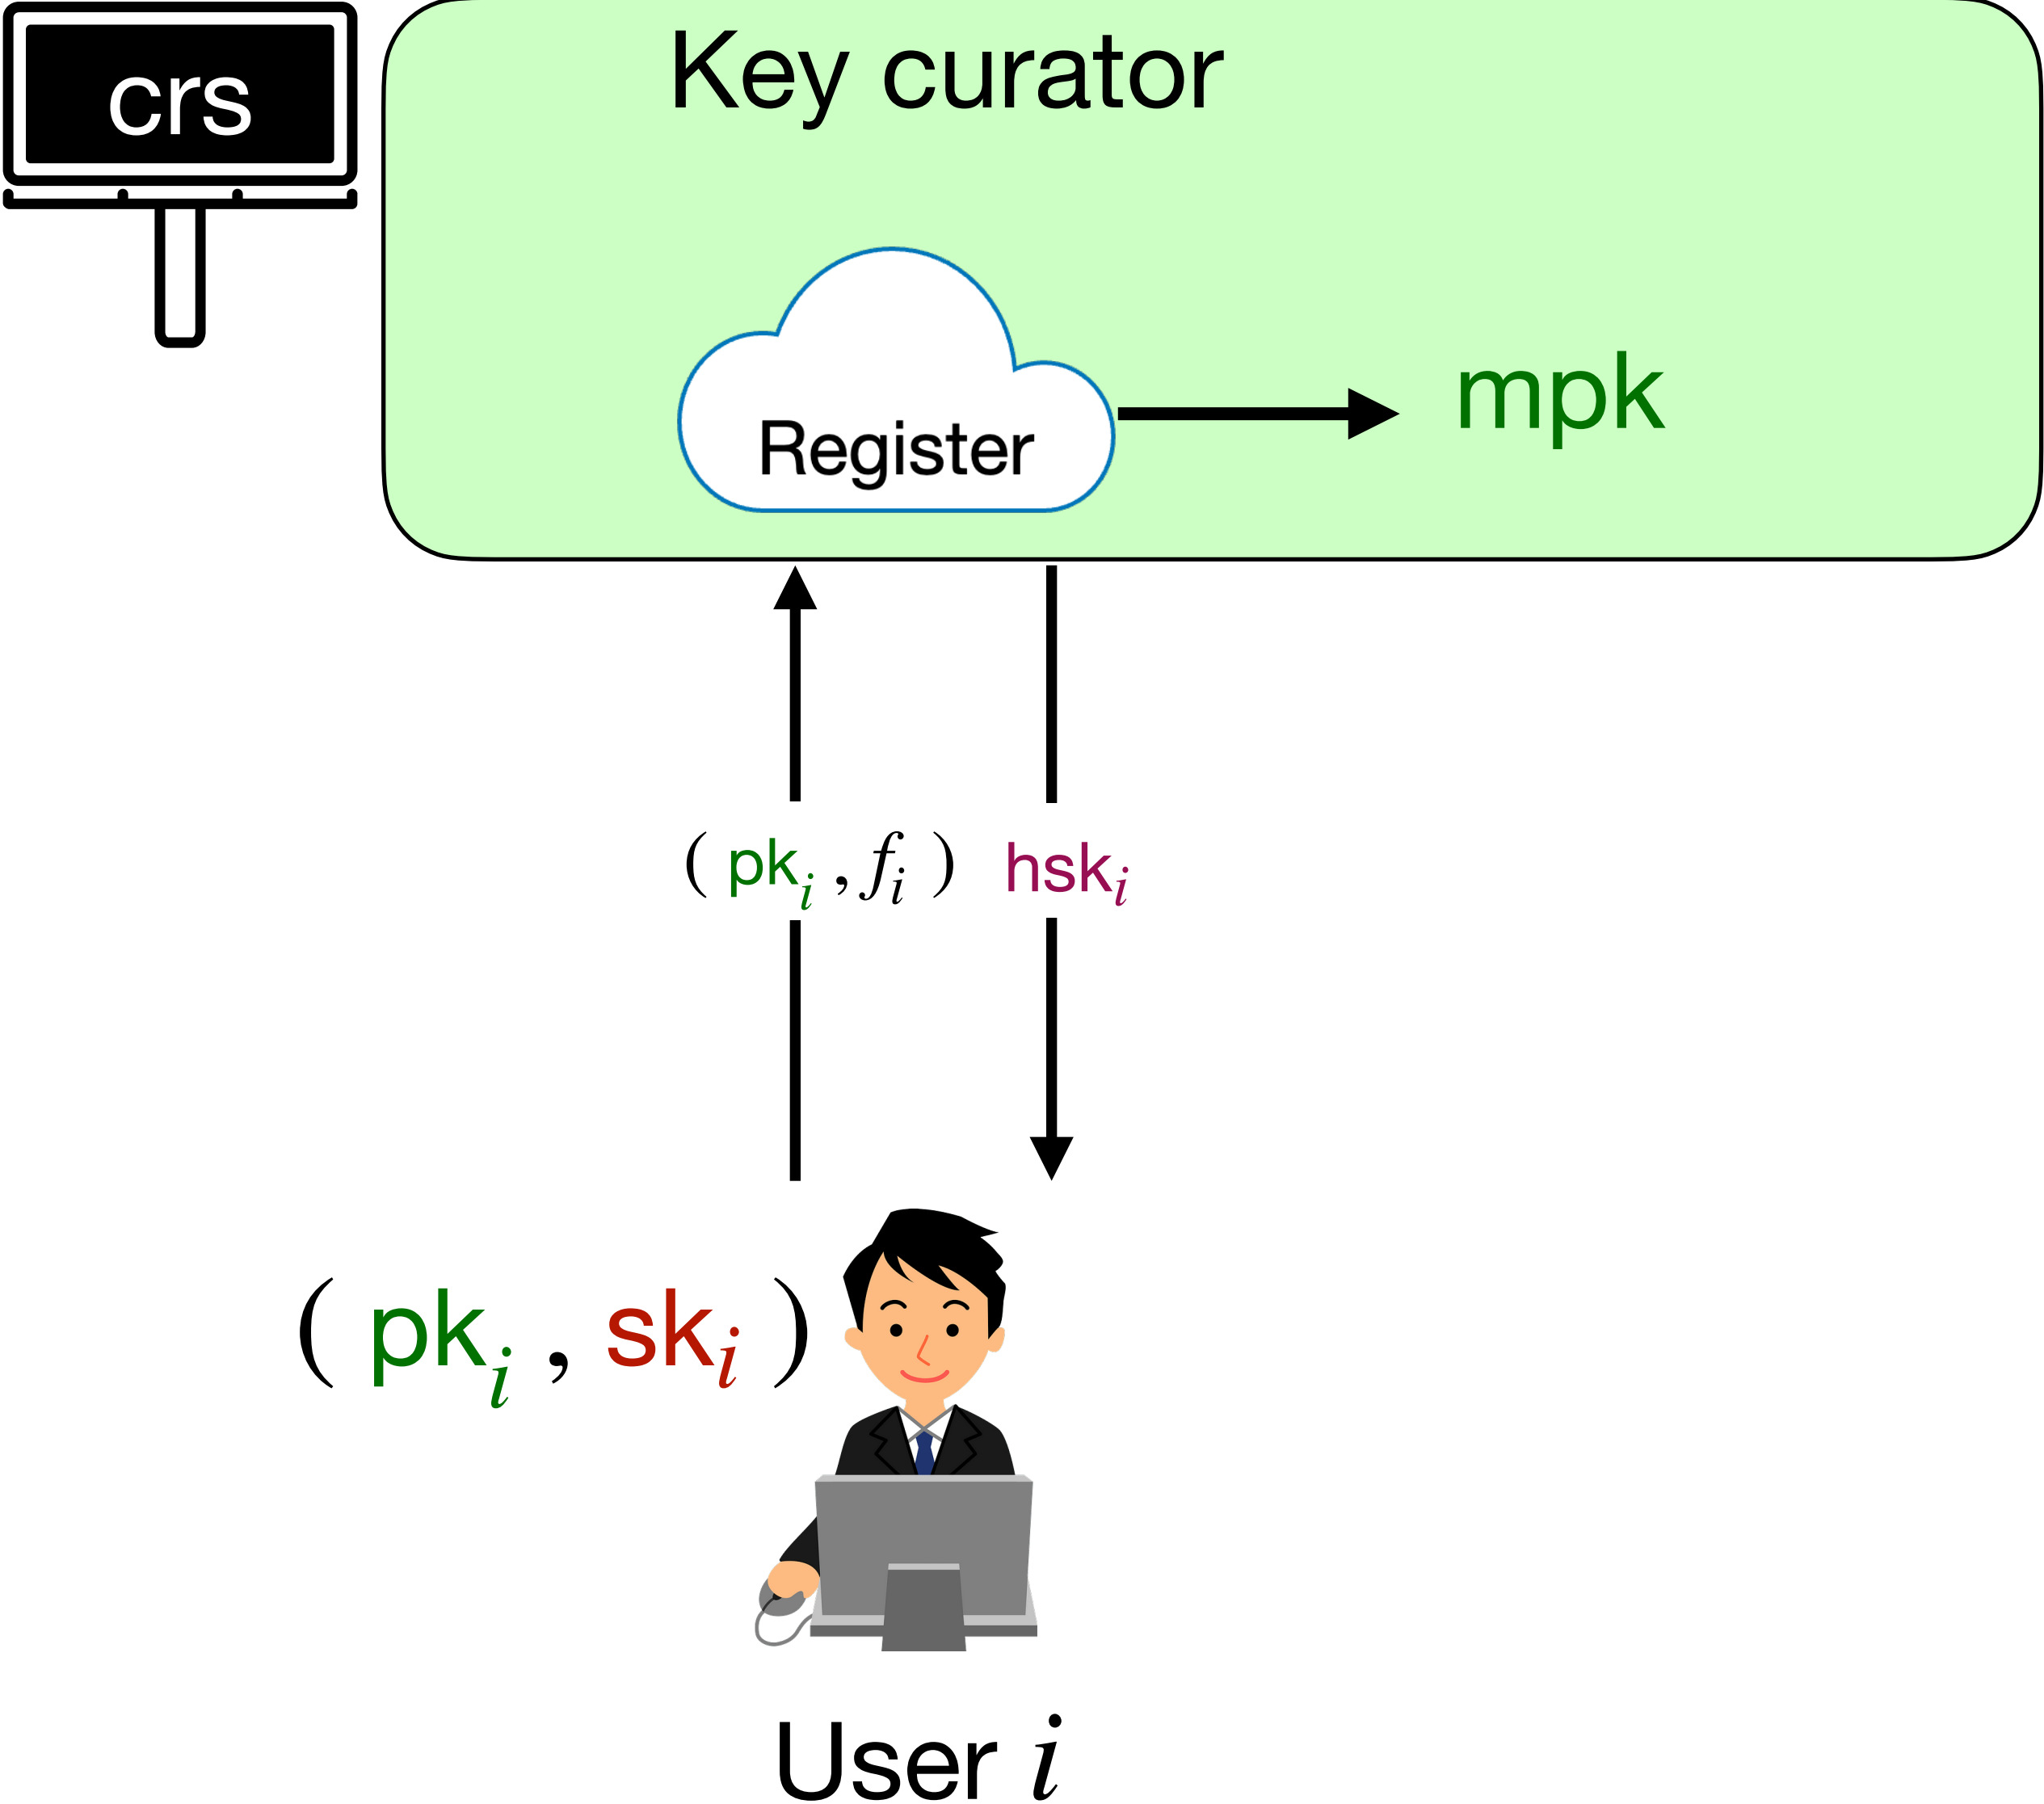 crs
Key curator
Register
mpk
( pk_i , f_i )
hsk_i
( pk_i , sk_i )
User i